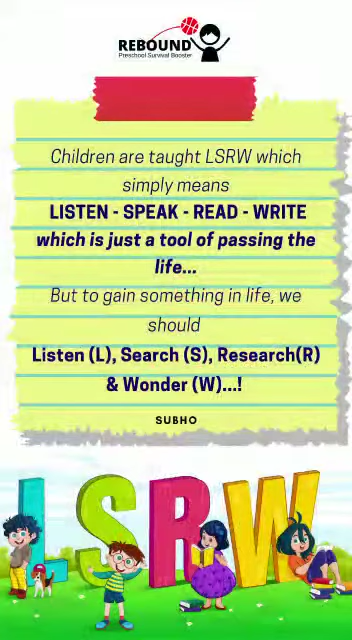 REBOUND
Preschool Survival Booster
Children are taught LSRW which
simply means
LISTEN - SPEAK - READ - WRITE
which is just a tool of passing the
life...
But to gain something in life, we
should
Listen (L), Search (S), Research(R)
& Wonder (W)...!
SUBHO
LSRW